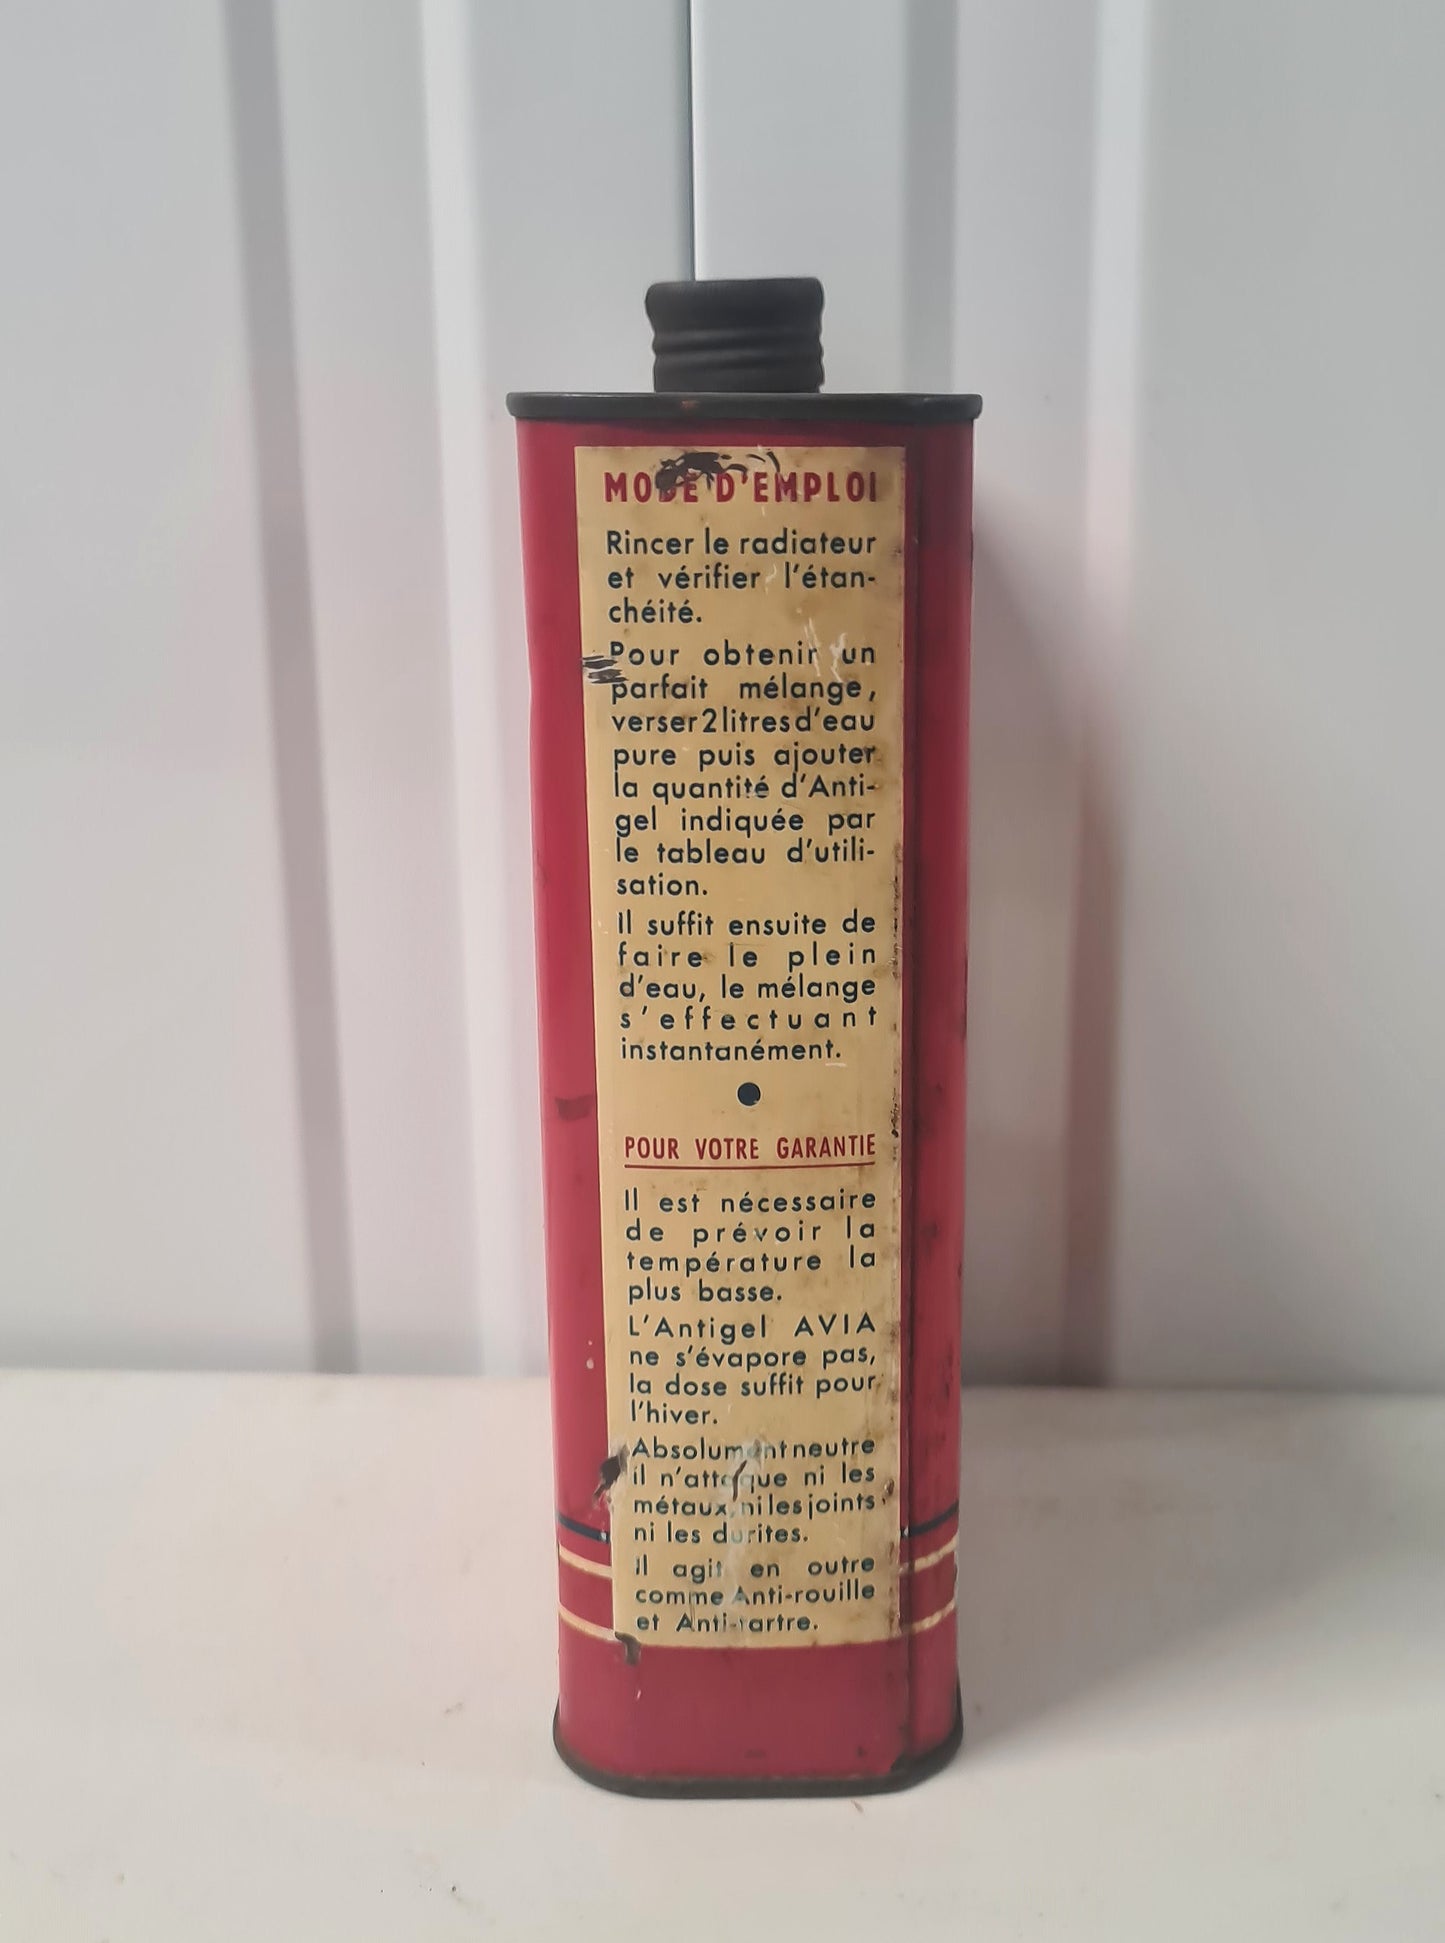 MODE D'EMPLOI
Rincer le radiateur
et vérifier l'étan-
chéité.
Pour obtenir un
parfait mélange,
verser 2 litres d'eau
pure puis ajouter
la quantité d'Anti-
gel indiquée par
le tableau d'utili-
sation.
Il suffit ensuite de
faire le plein
d'eau, le mélange
s'effectuant
instantanément.
POUR VOTRE GARANTIE
Il est nécessaire
de prévoir la
température la
plus basse.
L'Antigel AVIA
ne s'évapore pas,
la dose suffit pour
l'hiver.
Absolument neutre
il n'attaque ni les
métaux, ni les joints
ni les durites.
Il agit en outre
comme Anti-rouille
et Anti-tartre.